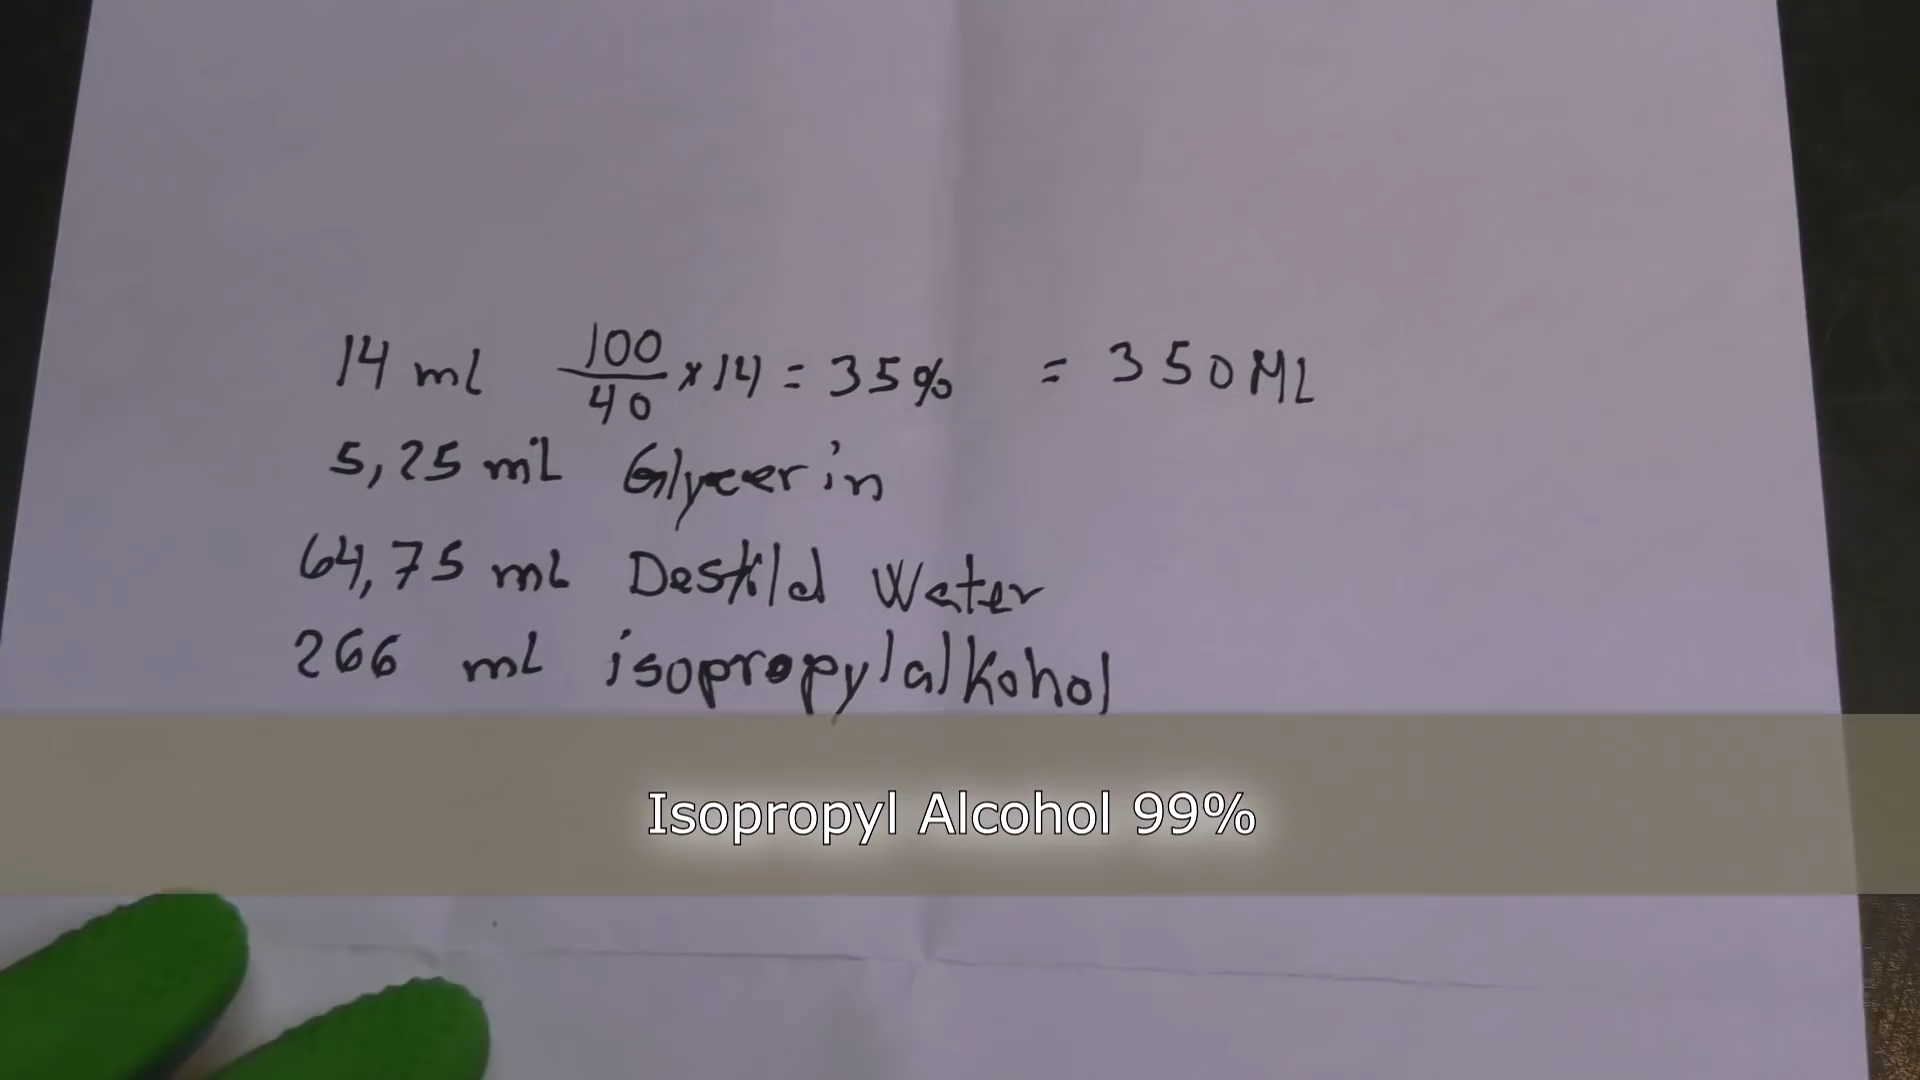 14 ml 100/40 x 14 = 35% = 350 ML
5,25 mL Glycerin
64,75 mL Destild Water
266 mL isopropylalkohol
Isopropyl Alcohol 99%